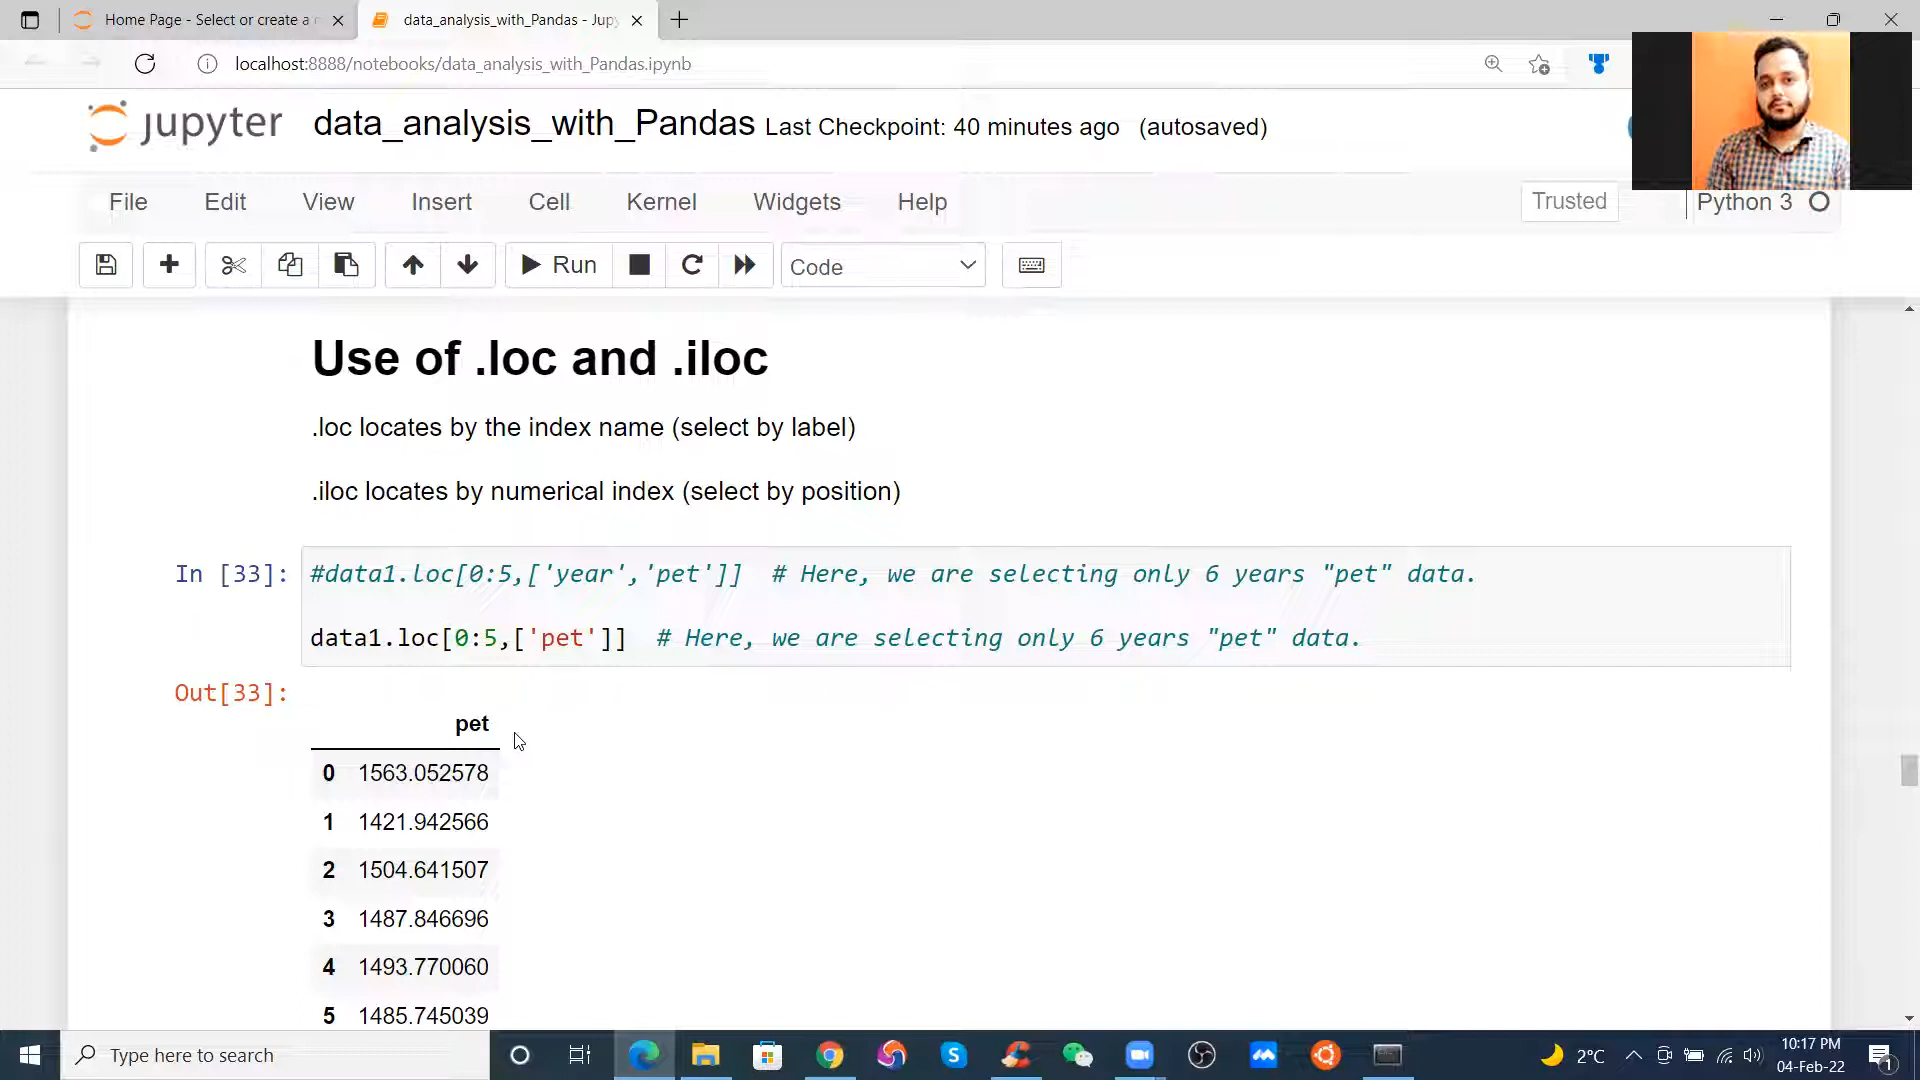 Home Page - Select or create a n
data_analysis_with_Pandas - Jupy
localhost:8888/notebooks/data_analysis_with_Pandas.ipynb
jupyter data_analysis_with_Pandas Last Checkpoint: 40 minutes ago (autosaved)
File Edit View Insert Cell Kernel Widgets Help Trusted Python 3
Run Code
Use of .loc and .iloc
.loc locates by the index name (select by label)
.iloc locates by numerical index (select by position)
In [33]: #data1.loc[0:5,['year','pet']] # Here, we are selecting only 6 years "pet" data.
data1.loc[0:5,['pet']] # Here, we are selecting only 6 years "pet" data.
Out[33]:
pet
0 1563.052578
1 1421.942566
2 1504.641507
3 1487.846696
4 1493.770060
5 1485.745039
Type here to search
2°C
10:17 PM
04-Feb-22
1